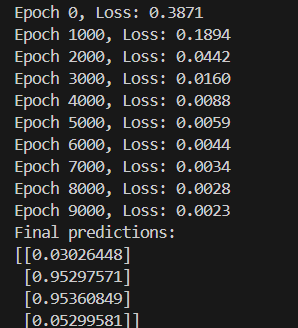 Epoch 0, Loss: 0.3871
Epoch 1000, Loss: 0.1894
Epoch 2000, Loss: 0.0442
Epoch 3000, Loss: 0.0160
Epoch 4000, Loss: 0.0088
Epoch 5000, Loss: 0.0059
Epoch 6000, Loss: 0.0044
Epoch 7000, Loss: 0.0034
Epoch 8000, Loss: 0.0028
Epoch 9000, Loss: 0.0023
Final predictions:
[[0.03026448]
 [0.95297571]
 [0.95360849]
 [0.05299581]]